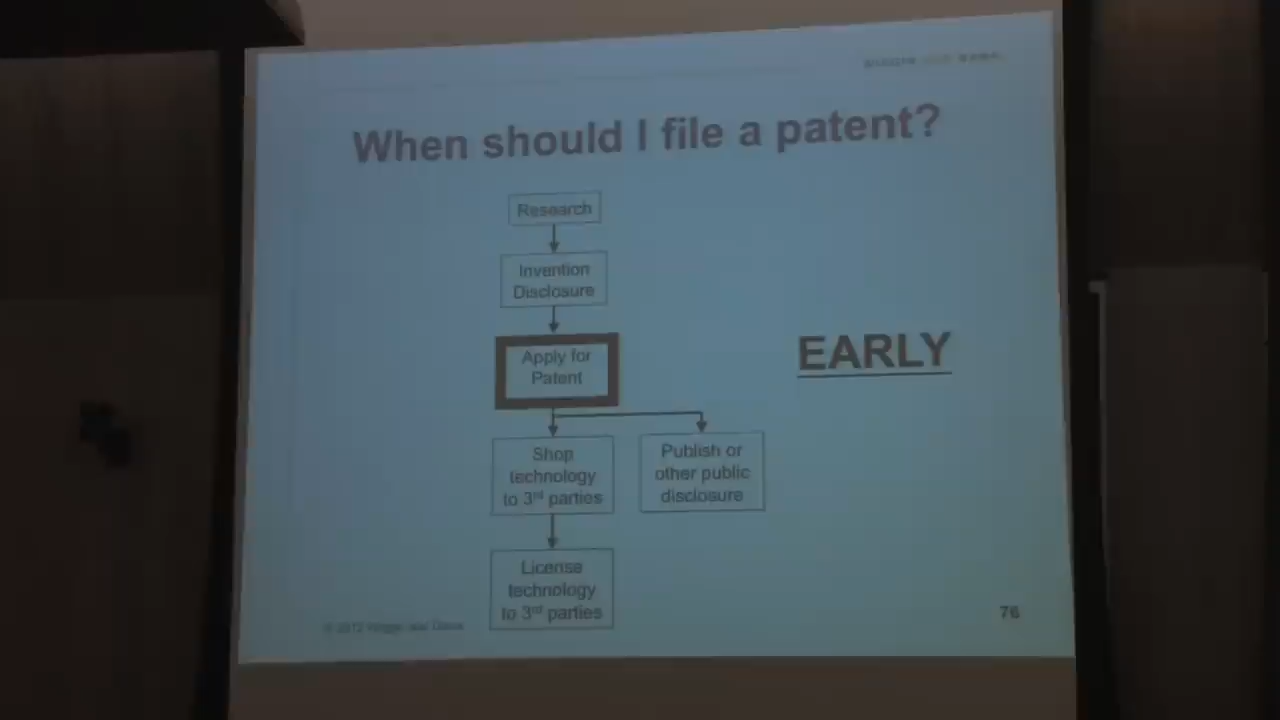 When should I file a patent?
Research
Invention
Disclosure
Apply for
Patent
EARLY
Shop
technology
to 3rd parties
Publish or
other public
disclosure
License
technology
to 3rd parties
© 2012
76